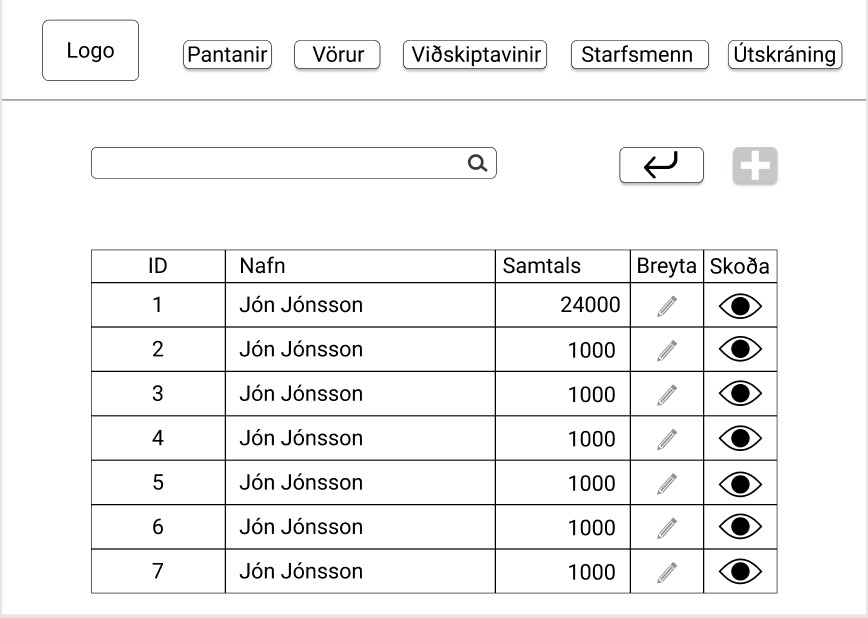 Logo Pantanir Vörur Viðskiptavinir Starfsmenn Útskráning
ID Nafn Samtals Breyta Skoða
1 Jón Jónsson 24000
2 Jón Jónsson 1000
3 Jón Jónsson 1000
4 Jón Jónsson 1000
5 Jón Jónsson 1000
6 Jón Jónsson 1000
7 Jón Jónsson 1000